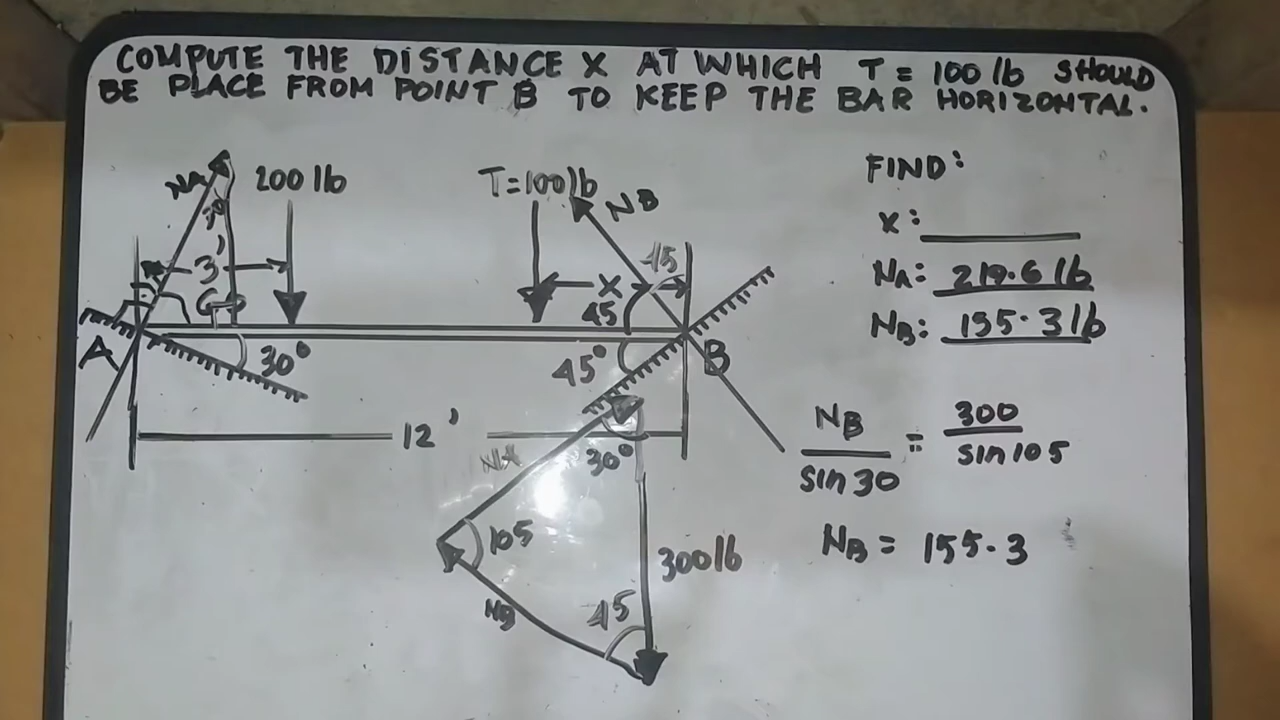 COMPUTE THE DISTANCE X AT WHICH T = 100 lb SHOULD
BE PLACE FROM POINT B TO KEEP THE BAR HORIZONTAL.
FIND:
NA
200 lb
T=100 lb
NB
X:
3'
X
45
NA: 219.6 lb
45
NB: 155.3 lb
A
30°
45°
B
12'
NA
30°
NB / sin 30 = 300 / sin 105
105
300 lb
NB = 155.3
NB
45